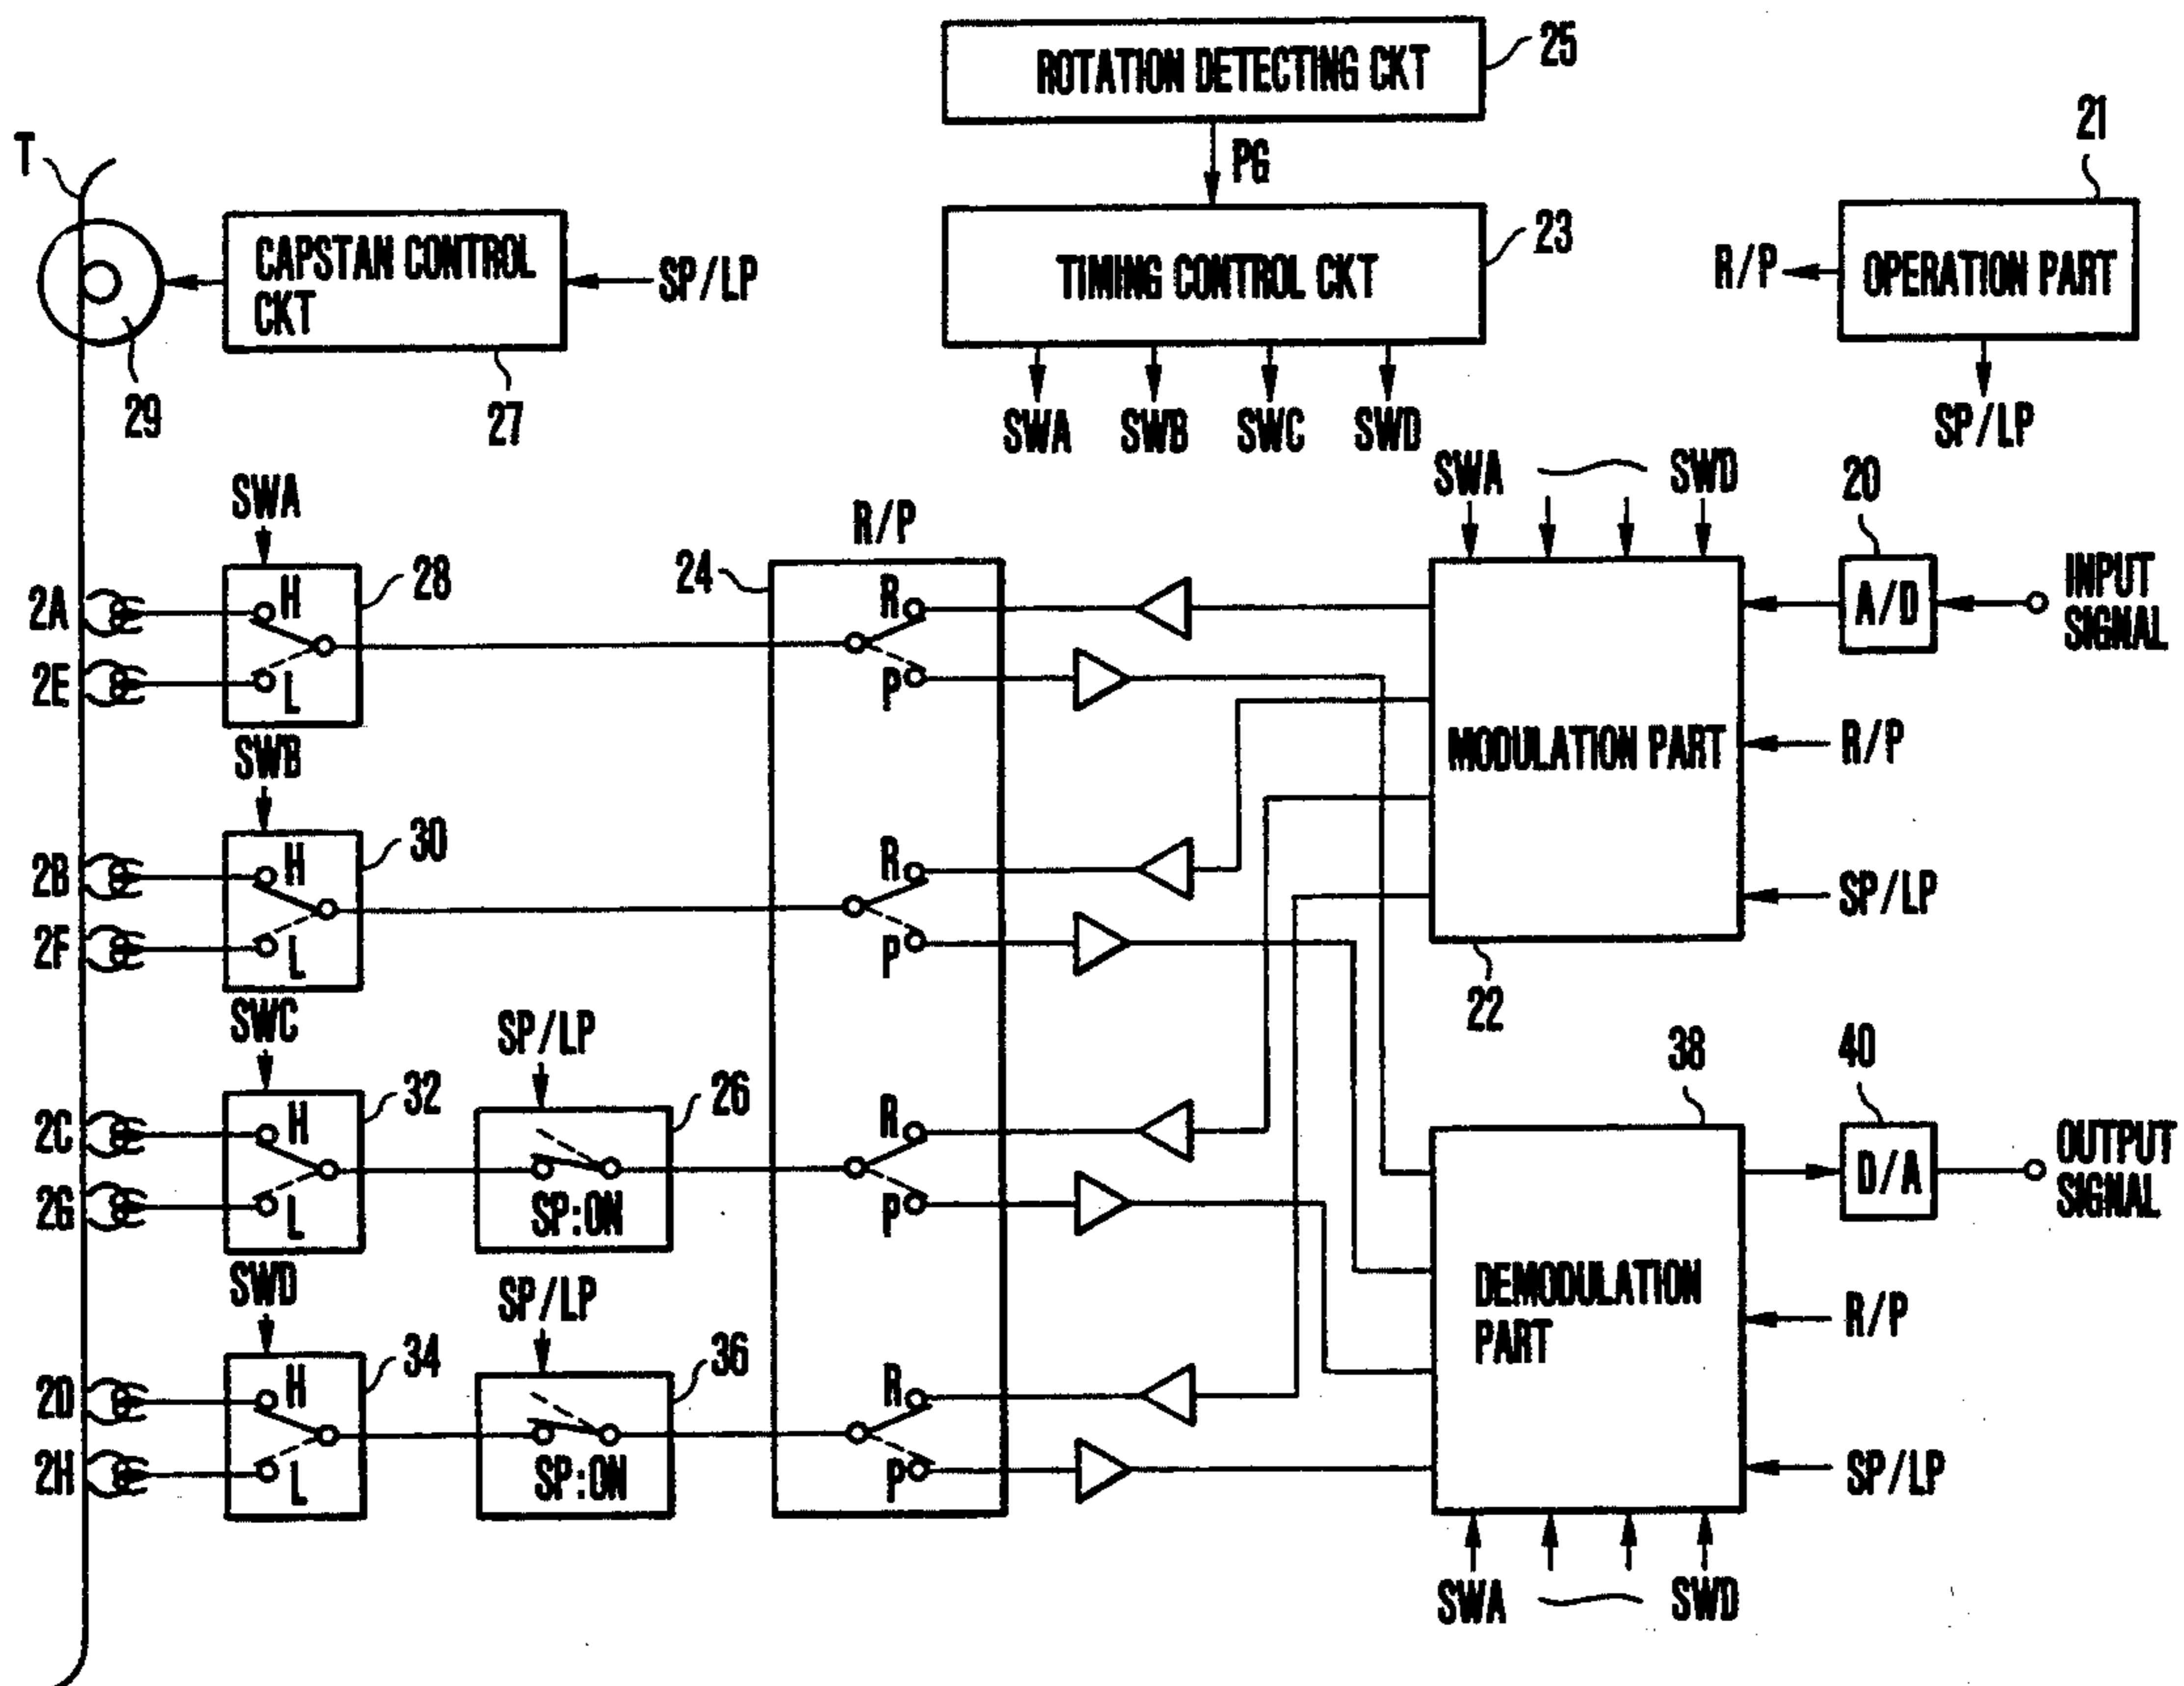 ROTATION DETECTING CKT
25
PG
T
CAPSTAN CONTROL
CKT
SP/LP
29
27
TIMING CONTROL CKT
23
SWA SWB SWC SWD
21
OPERATION PART
R/P
SP/LP
SWA
2A
2E
H
L
28
SWB
2B
2F
H
L
30
SWC
2C
2G
H
L
32
SP/LP
SP:ON
26
SWD
2D
2H
H
L
34
SP/LP
SP:ON
36
R/P
24
R
P
R
P
R
P
R
P
SWA SWD
MODULATION PART
22
20
A/D
INPUT
SIGNAL
R/P
SP/LP
38
DEMODULATION
PART
40
D/A
OUTPUT
SIGNAL
R/P
SP/LP
SWA SWD